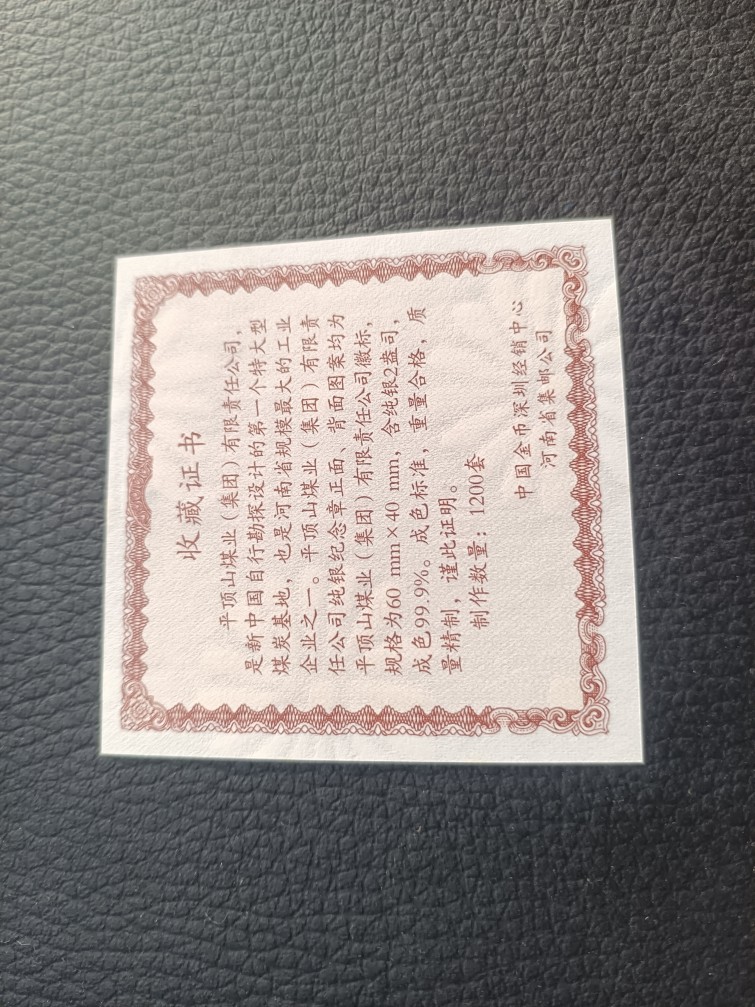 收藏证书
平顶山煤业（集团）有限责任公司，
是新中国自行勘探设计的第一个特大型
煤炭基地，也是河南省规模最大的工业
企业之一。平顶山煤业（集团）有限责
任公司纯银纪念章正面、背面图案均为
平顶山煤业（集团）有限责任公司徽标，
规格为60 mm×40 mm，含纯银2盎司，
成色99.9%。成色标准，重量合格，质
量精制，谨此证明。
制作数量：1200套
中国金币深圳经销中心
河南省集邮公司